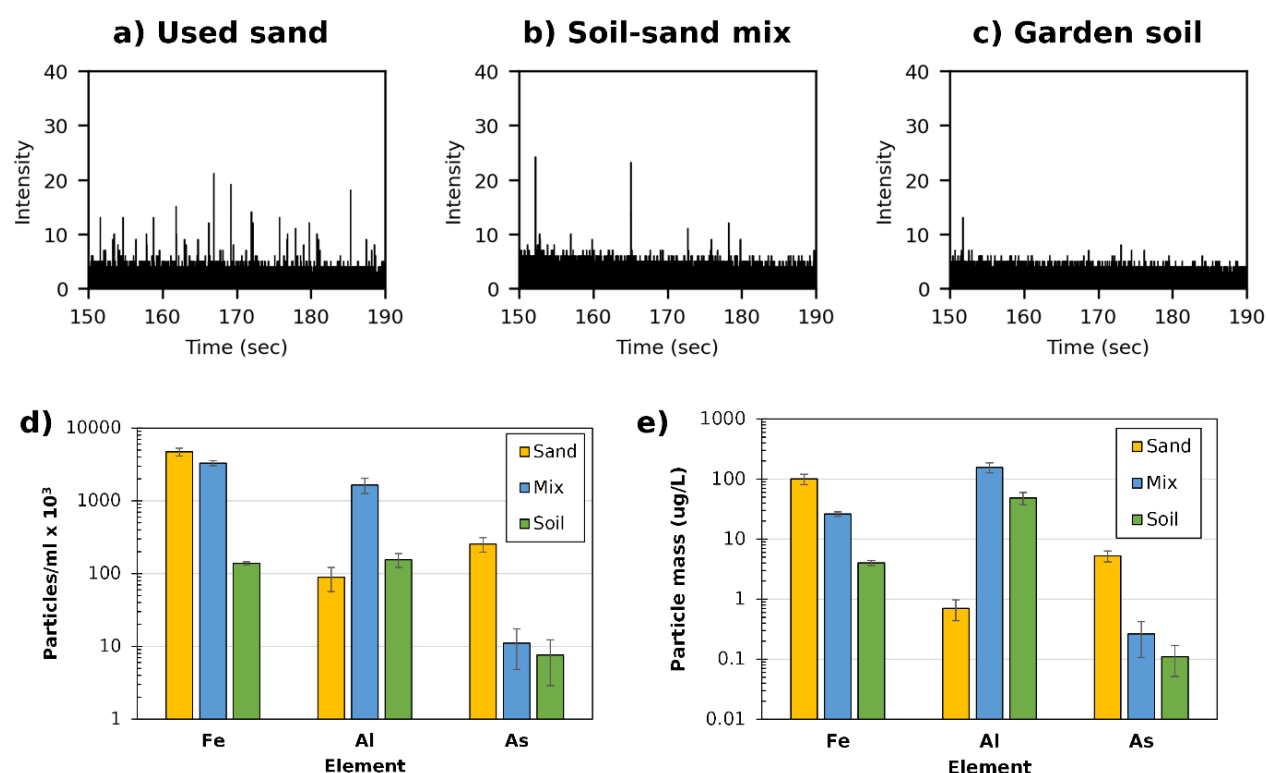 a) Used sand
b) Soil-sand mix
c) Garden soil
Intensity
40
30
20
10
0
150 160 170 180 190
Time (sec)
Intensity
40
30
20
10
0
150 160 170 180 190
Time (sec)
Intensity
40
30
20
10
0
150 160 170 180 190
Time (sec)
d)
Particles/ml x 10³
10000
1000
100
10
1
Sand
Mix
Soil
Fe Al As
Element
e)
Particle mass (ug/L)
1000
100
10
1
0.1
0.01
Sand
Mix
Soil
Fe Al As
Element